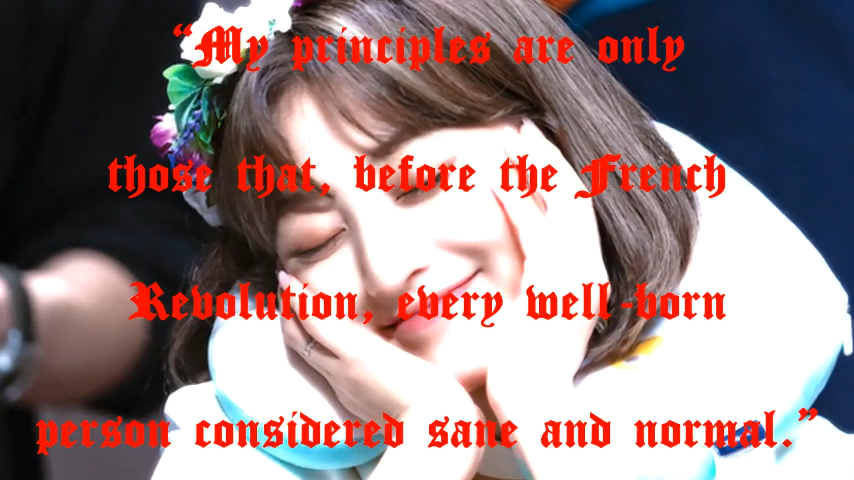 “My principles are only
those that, before the French
Revolution, every well-born
person considered sane and normal.”